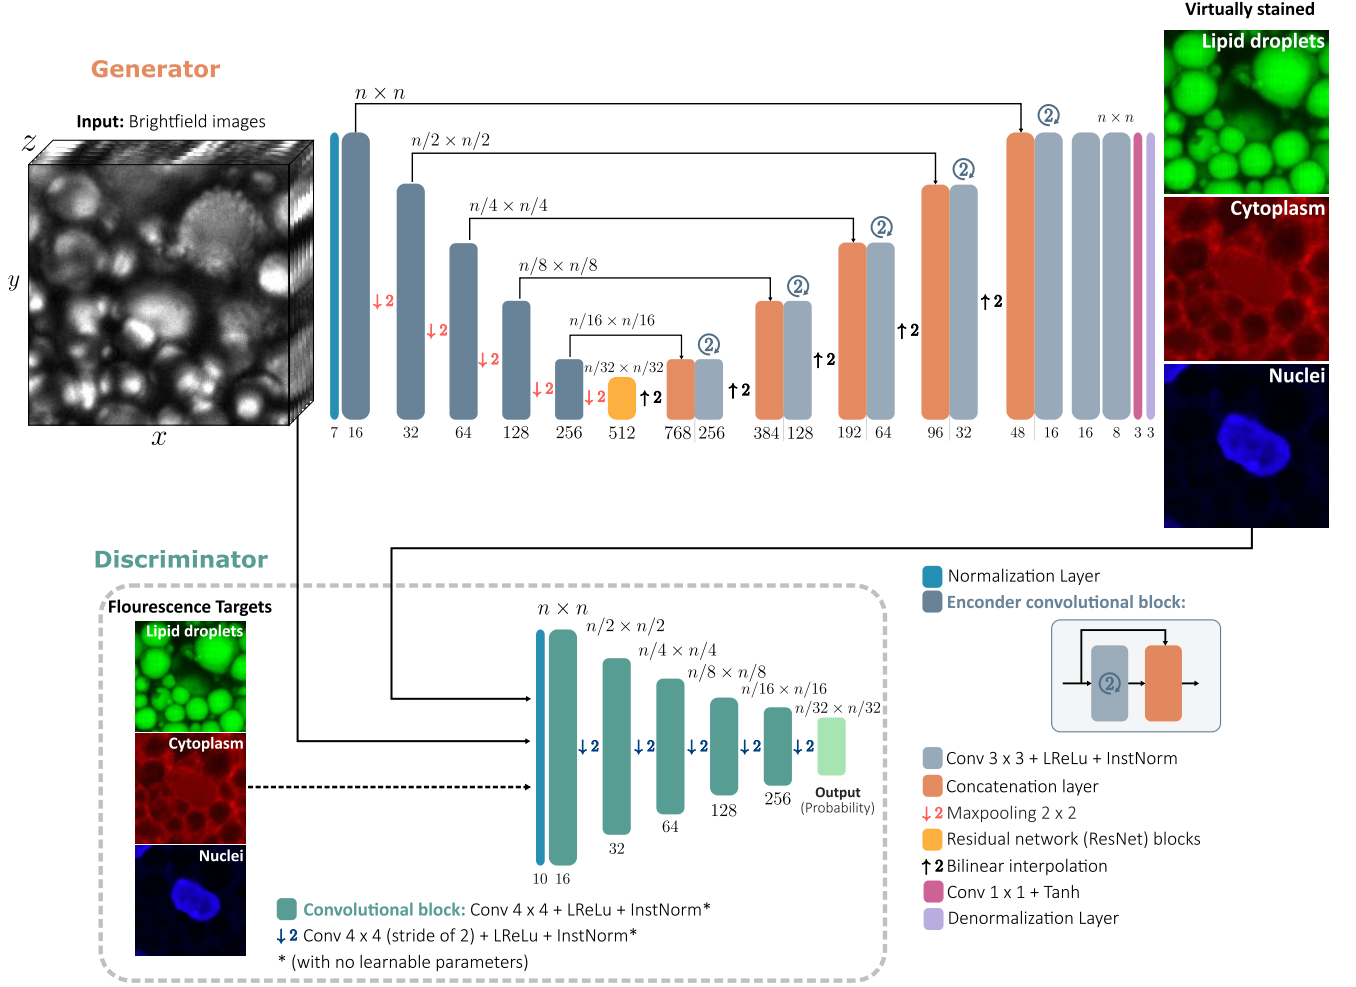 Virtually stained
Lipid droplets
Cytoplasm
Nuclei
Generator
Input: Brightfield images
z
y
x
n × n
n/2 × n/2
n/4 × n/4
n/8 × n/8
n/16 × n/16
n/32 × n/32
n × n
↓2 ↓2 ↓2 ↓2 ↓2 ↑2 ↑2 ↑2 ↑2 ↑2
2 2 2 2 2
7 16 32 64 128 256 512 768 256 384 128 192 64 96 32 48 16 16 8 3 3
Discriminator
Flourescence Targets
Lipid droplets
Cytoplasm
Nuclei
n × n
n/2 × n/2
n/4 × n/4
n/8 × n/8
n/16 × n/16
n/32 × n/32
↓2 ↓2 ↓2 ↓2 ↓2
10 16 32 64 128 256
Output
(Probability)
Convolutional block: Conv 4 x 4 + LReLu + InstNorm*
↓2 Conv 4 x 4 (stride of 2) + LReLu + InstNorm*
* (with no learnable parameters)
Normalization Layer
Enconder convolutional block:
2
Conv 3 x 3 + LReLu + InstNorm
Concatenation layer
↓2 Maxpooling 2 x 2
Residual network (ResNet) blocks
↑2 Bilinear interpolation
Conv 1 x 1 + Tanh
Denormalization Layer